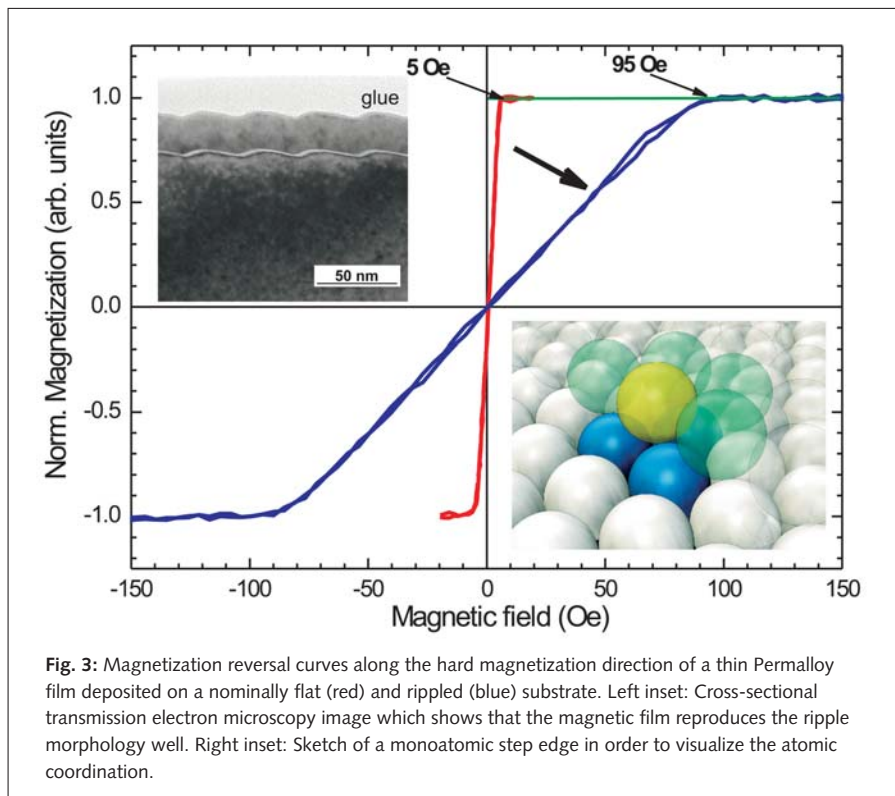 5 Oe
95 Oe
glue
50 nm
1.0
0.5
0.0
-0.5
-1.0
Norm. Magnetization (arb. units)
-150
-100
-50
0
50
100
150
Magnetic field (Oe)
Fig. 3: Magnetization reversal curves along the hard magnetization direction of a thin Permalloy
film deposited on a nominally flat (red) and rippled (blue) substrate. Left inset: Cross-sectional
transmission electron microscopy image which shows that the magnetic film reproduces the ripple
morphology well. Right inset: Sketch of a monoatomic step edge in order to visualize the atomic
coordination.